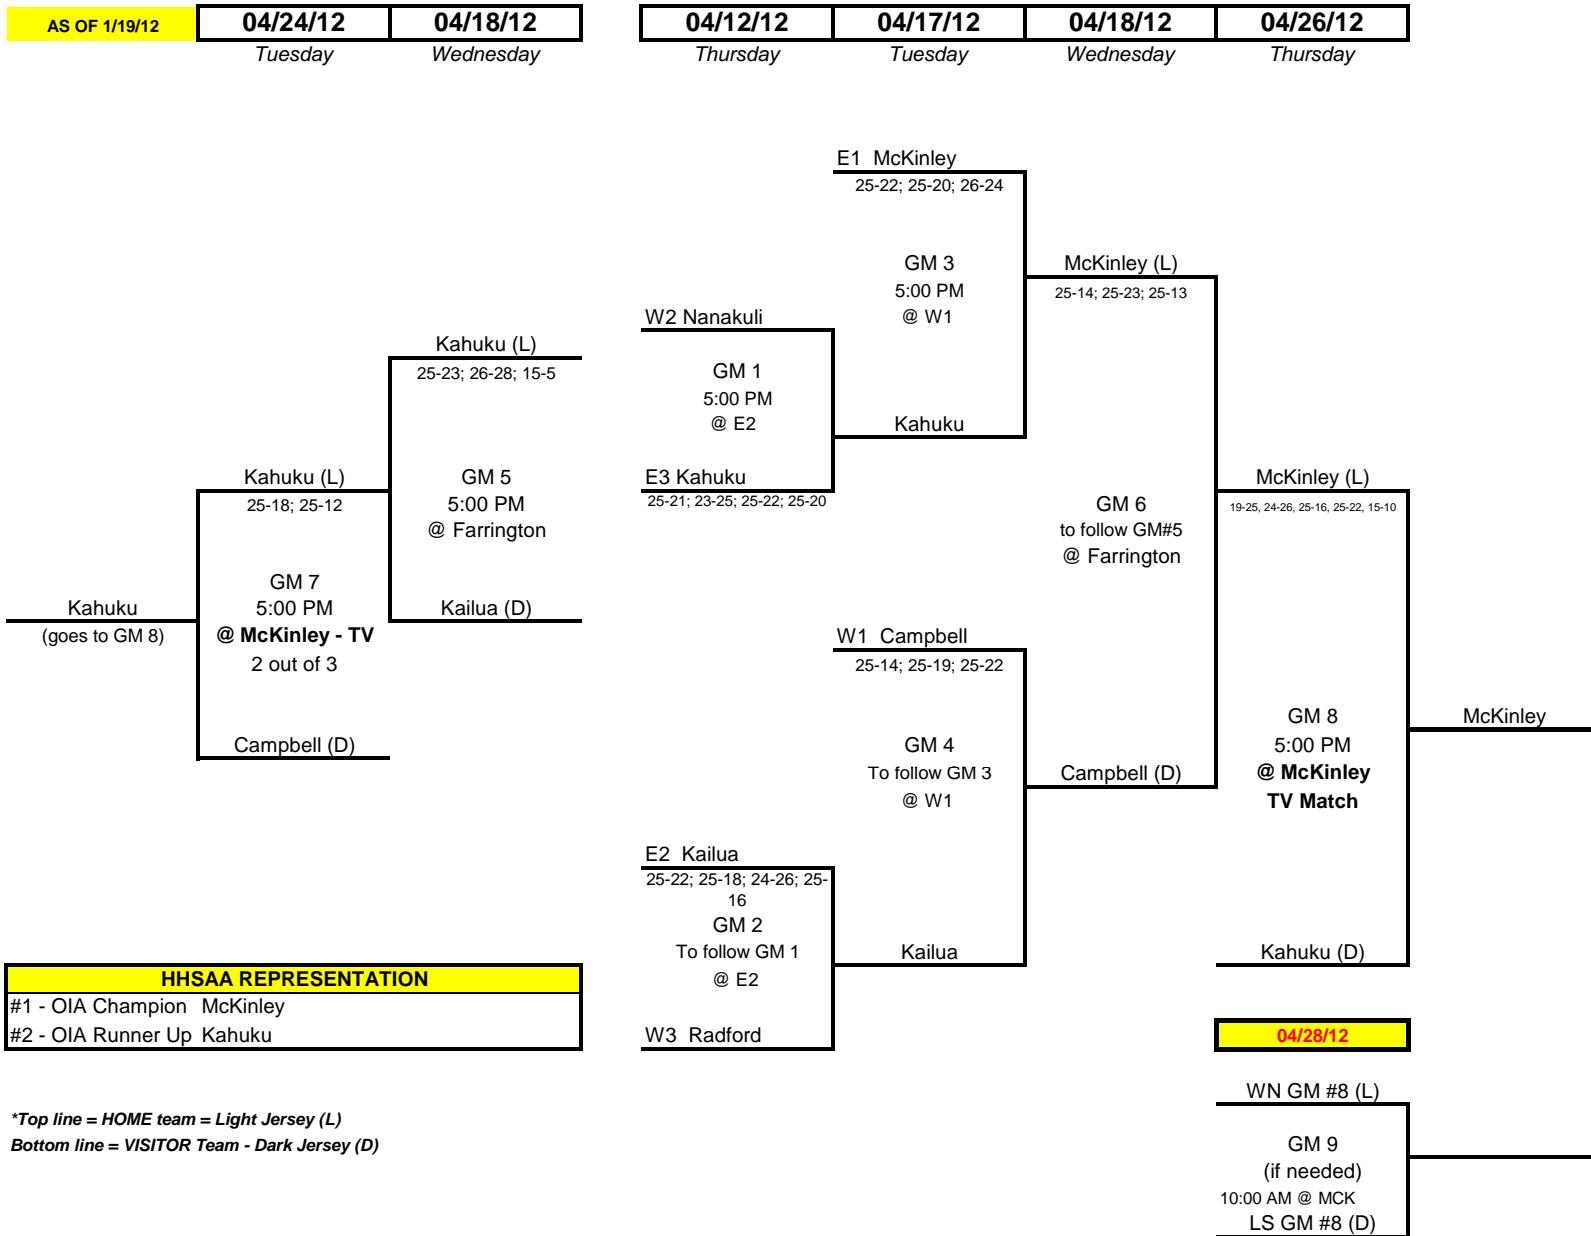 AS OF 1/19/12
04/24/12
04/18/12
04/12/12
04/17/12
04/18/12
04/26/12
Tuesday
Wednesday
Thursday
Tuesday
Wednesday
Thursday
E1 McKinley
25-22; 25-20; 26-24
GM 3
5:00 PM
@ W1
McKinley (L)
25-14; 25-23; 25-13
W2 Nanakuli
GM 1
5:00 PM
@ E2
Kahuku
E3 Kahuku
25-21; 23-25; 25-22; 25-20
Kahuku (L)
25-23; 26-28; 15-5
GM 5
5:00 PM
@ Farrington
Kailua (D)
Kahuku (L)
25-18; 25-12
GM 7
5:00 PM
@ McKinley - TV
2 out of 3
Campbell (D)
Kahuku
(goes to GM 8)
GM 6
to follow GM#5
@ Farrington
McKinley (L)
19-25, 24-26, 25-16, 25-22, 15-10
W1 Campbell
25-14; 25-19; 25-22
GM 4
To follow GM 3
@ W1
Campbell (D)
GM 8
5:00 PM
@ McKinley
TV Match
McKinley
E2 Kailua
25-22; 25-18; 24-26; 25-
16
GM 2
To follow GM 1
@ E2
Kailua
W3 Radford
Kahuku (D)
HHSAA REPRESENTATION
#1 - OIA Champion McKinley
#2 - OIA Runner Up Kahuku
04/28/12
WN GM #8 (L)
GM 9
(if needed)
10:00 AM @ MCK
LS GM #8 (D)
*Top line = HOME team = Light Jersey (L)
Bottom line = VISITOR Team - Dark Jersey (D)